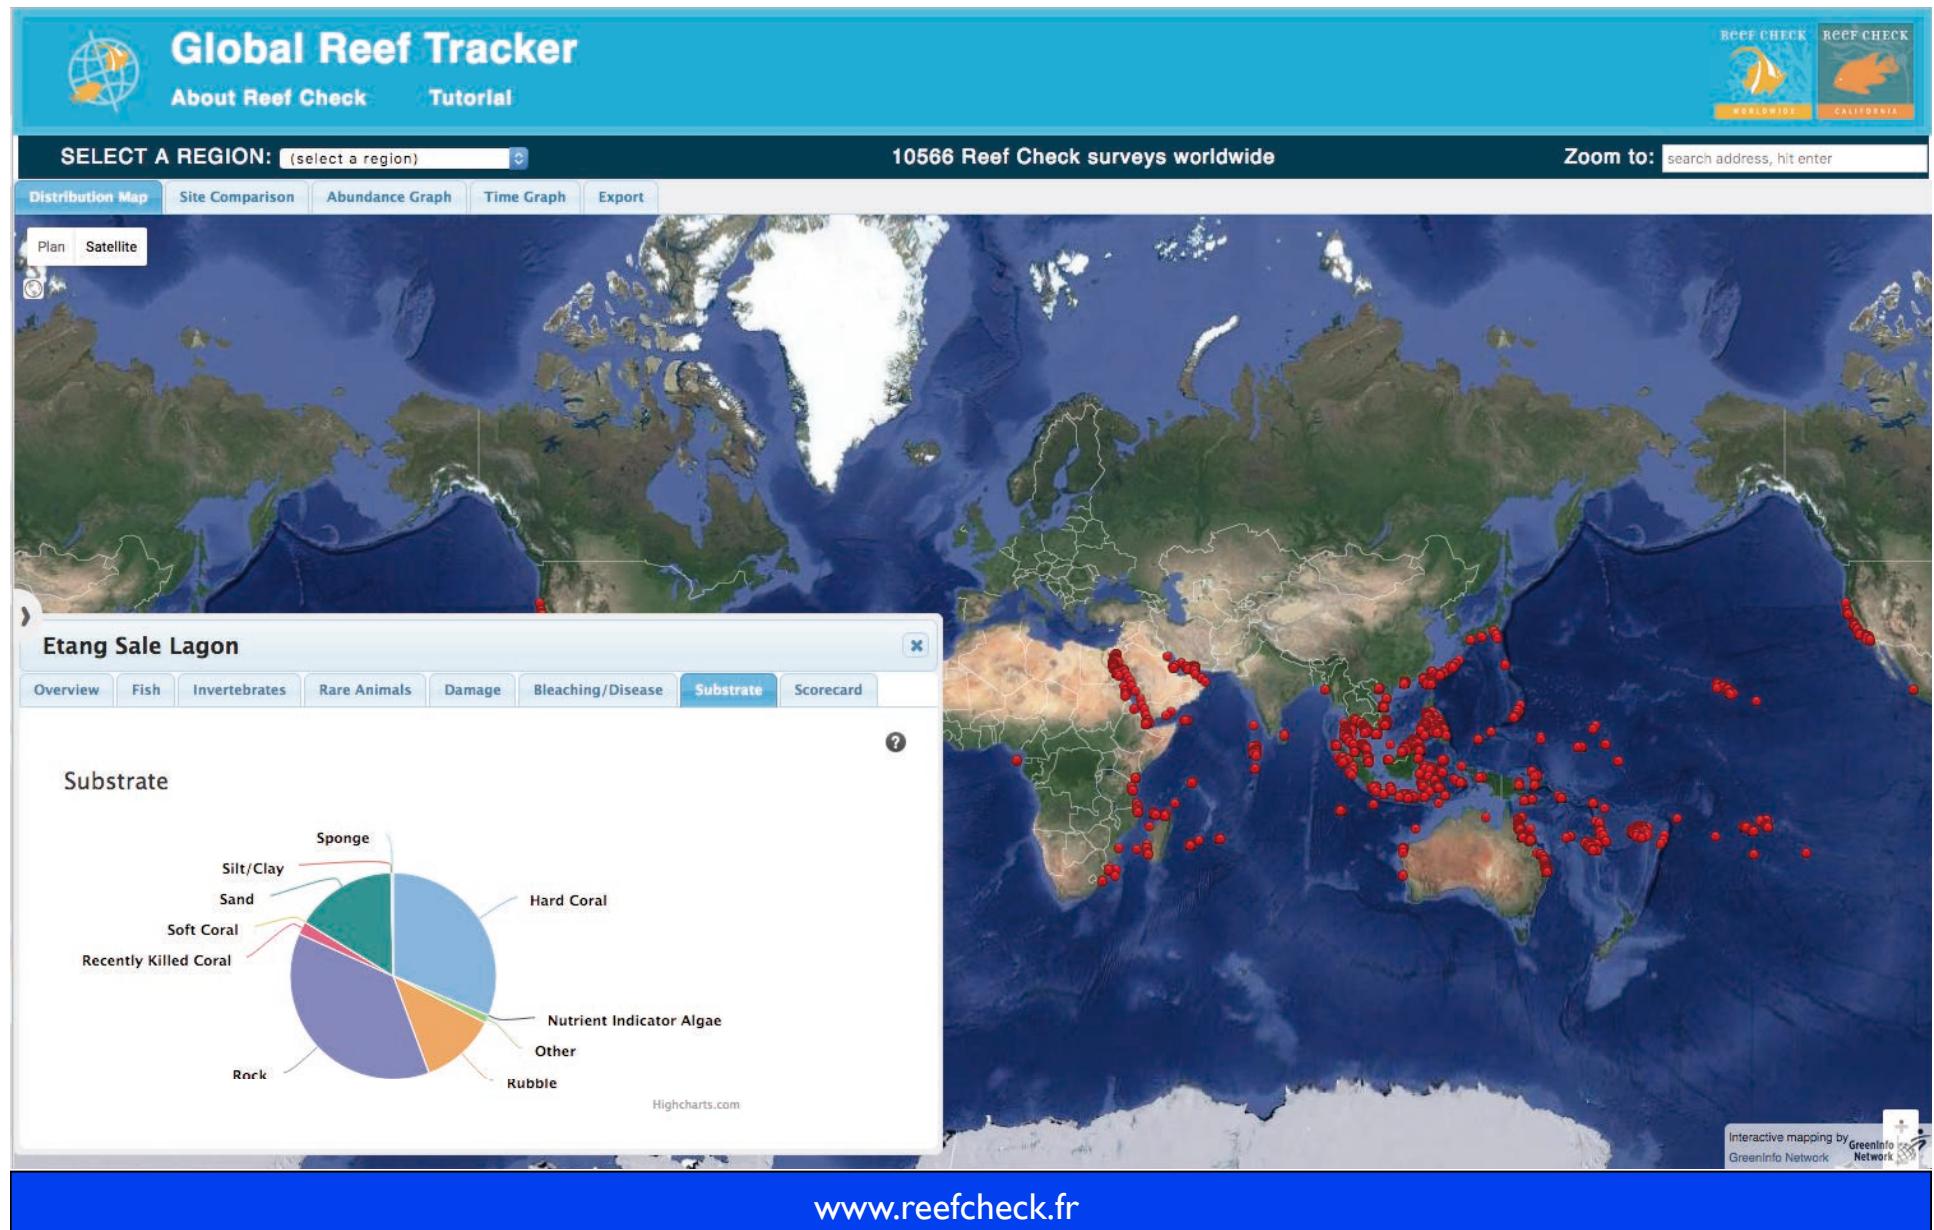 Global Reef Tracker
About Reef Check Tutorial
REEF CHECK WORLDWIDE
REEF CHECK CALIFORNIA
SELECT A REGION: (select a region) 10566 Reef Check surveys worldwide Zoom to: search address, hit enter
Distribution Map Site Comparison Abundance Graph Time Graph Export
Plan Satellite
Etang Sale Lagon
Overview Fish Invertebrates Rare Animals Damage Bleaching/Disease Substrate Scorecard
?
Substrate
Sponge
Silt/Clay
Sand
Soft Coral
Recently Killed Coral
Rock
Hard Coral
Nutrient Indicator Algae
Other
Rubble
Highcharts.com
Interactive mapping by
GreenInfo Network
GreenInfo
Network
www.reefcheck.fr